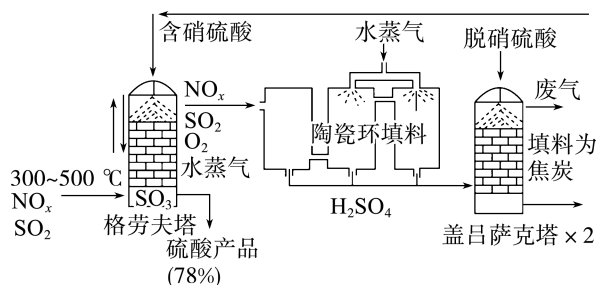 含硝硫酸
水蒸气
脱硝硫酸
NOₓ
SO₂
O₂
水蒸气
废气
陶瓷环填料
填料为
焦炭
300~500 ℃
NOₓ
SO₂
SO₃
格劳夫塔
硫酸产品
(78%)
H₂SO₄
盖吕萨克塔×2